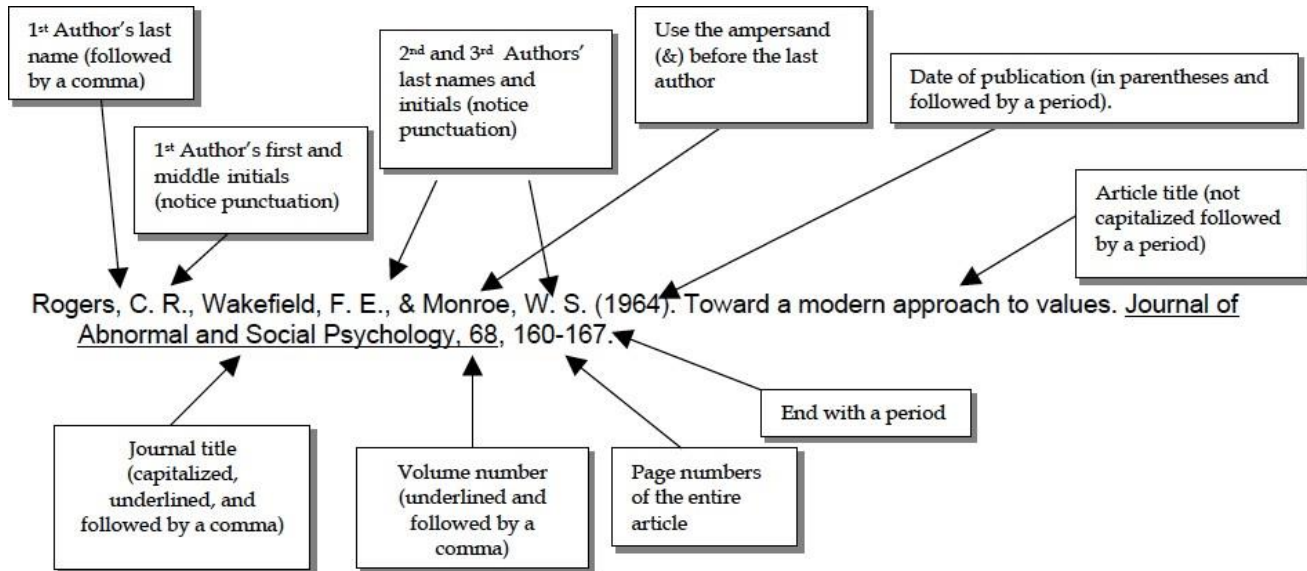 1st Author's last
name (followed
by a comma)
1st Author's first and
middle initials
(notice punctuation)
2nd and 3rd Authors'
last names and
initials (notice
punctuation)
Use the ampersand
(&) before the last
author
Date of publication (in parentheses and
followed by a period).
Article title (not
capitalized followed
by a period)
Rogers, C. R., Wakefield, F. E., & Monroe, W. S. (1964). Toward a modern approach to values. Journal of
Abnormal and Social Psychology, 68, 160-167.
Journal title
(capitalized,
underlined, and
followed by a comma)
Volume number
(underlined and
followed by a
comma)
Page numbers
of the entire
article
End with a period